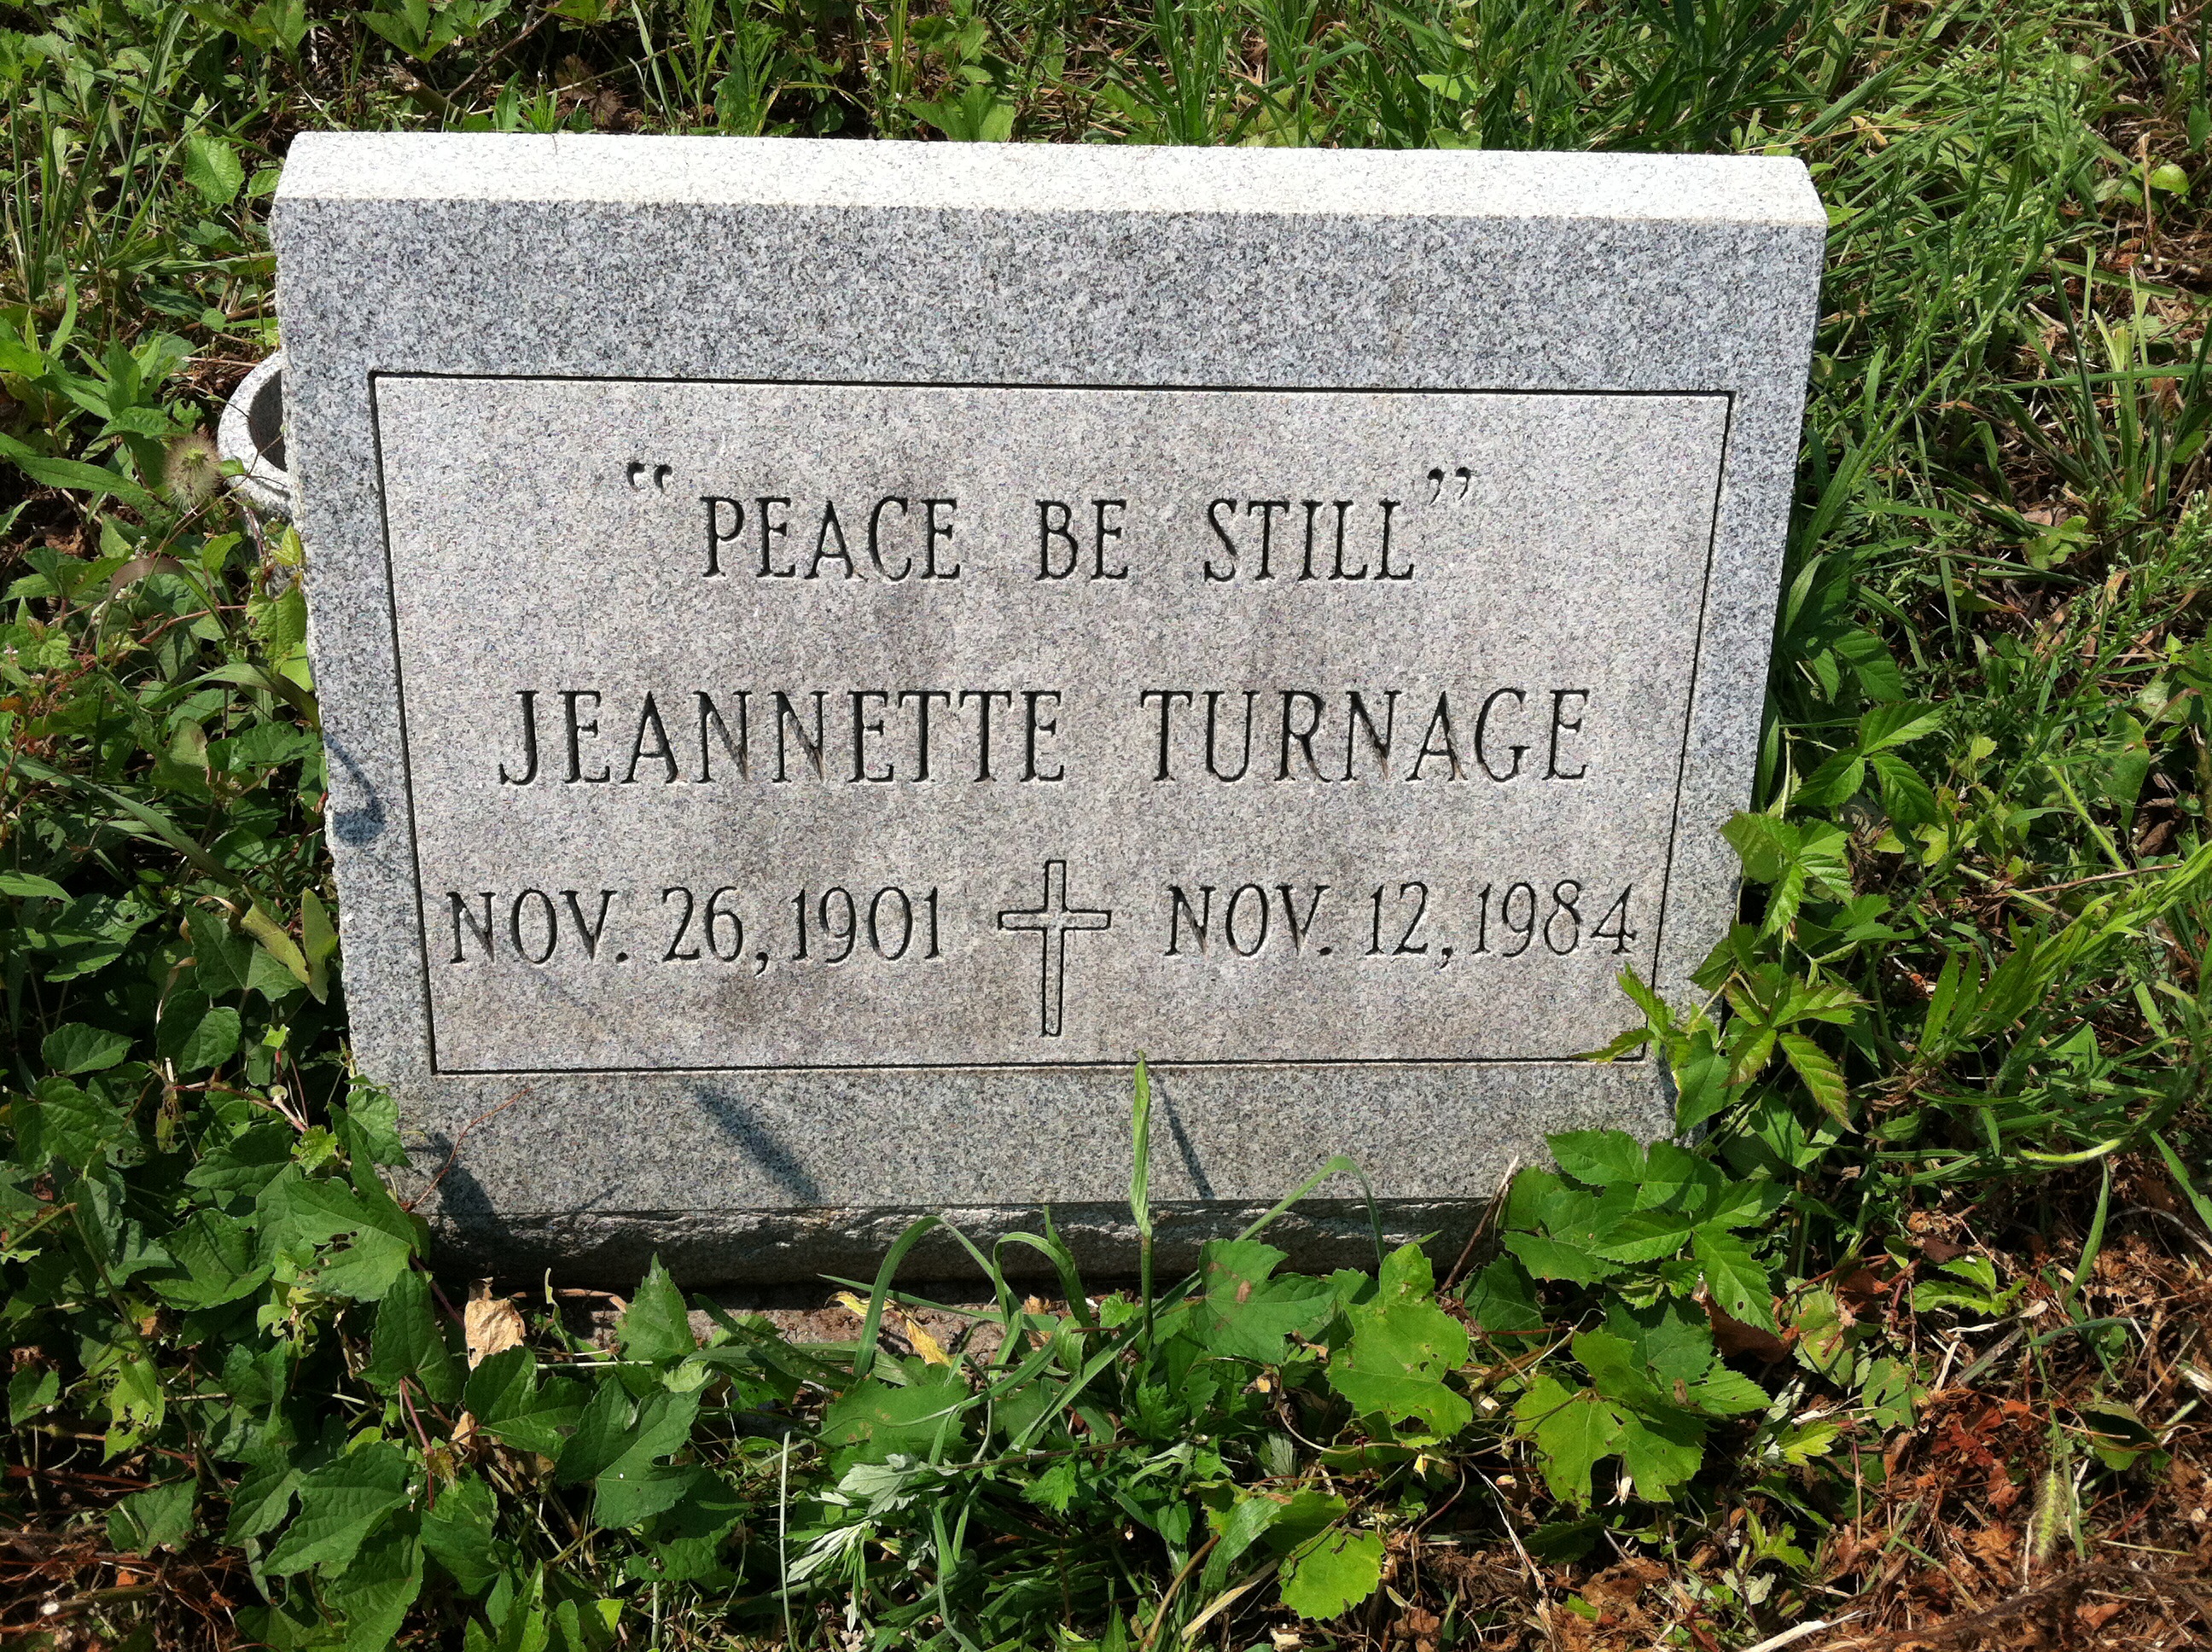 “PEACE BE STILL”
JEANNETTE TURNAGE
NOV. 26, 1901 NOV. 12, 1984